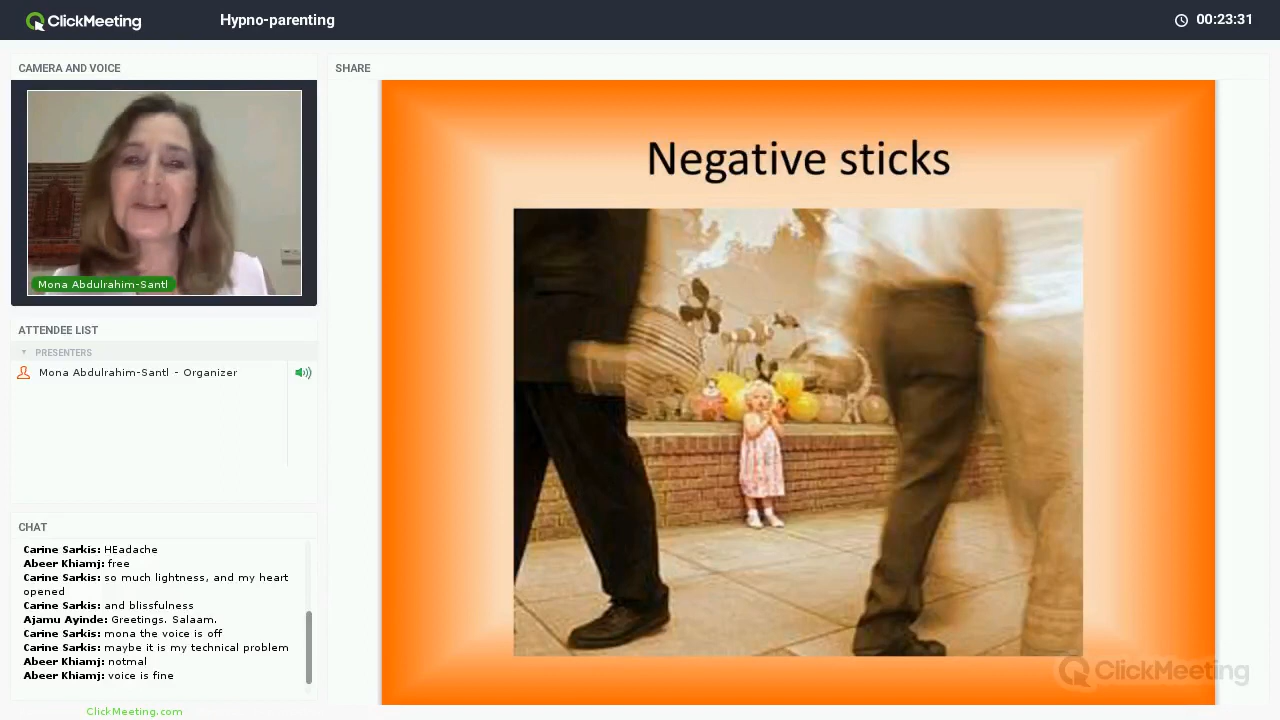 ClickMeeting
Hypno-parenting
00:23:31
CAMERA AND VOICE
Mona Abdulrahim-Santl
ATTENDEE LIST
PRESENTERS
Mona Abdulrahim-Santl - Organizer
CHAT
Carine Sarkis: HEadache
Abeer Khiamj: free
Carine Sarkis: so much lightness, and my heart
opened
Carine Sarkis: and blissfulness
Ajamu Ayinde: Greetings. Salaam.
Carine Sarkis: mona the voice is off
Carine Sarkis: maybe it is my technical problem
Abeer Khiamj: notmal
Abeer Khiamj: voice is fine
ClickMeeting.com
SHARE
Negative sticks
ClickMeeting